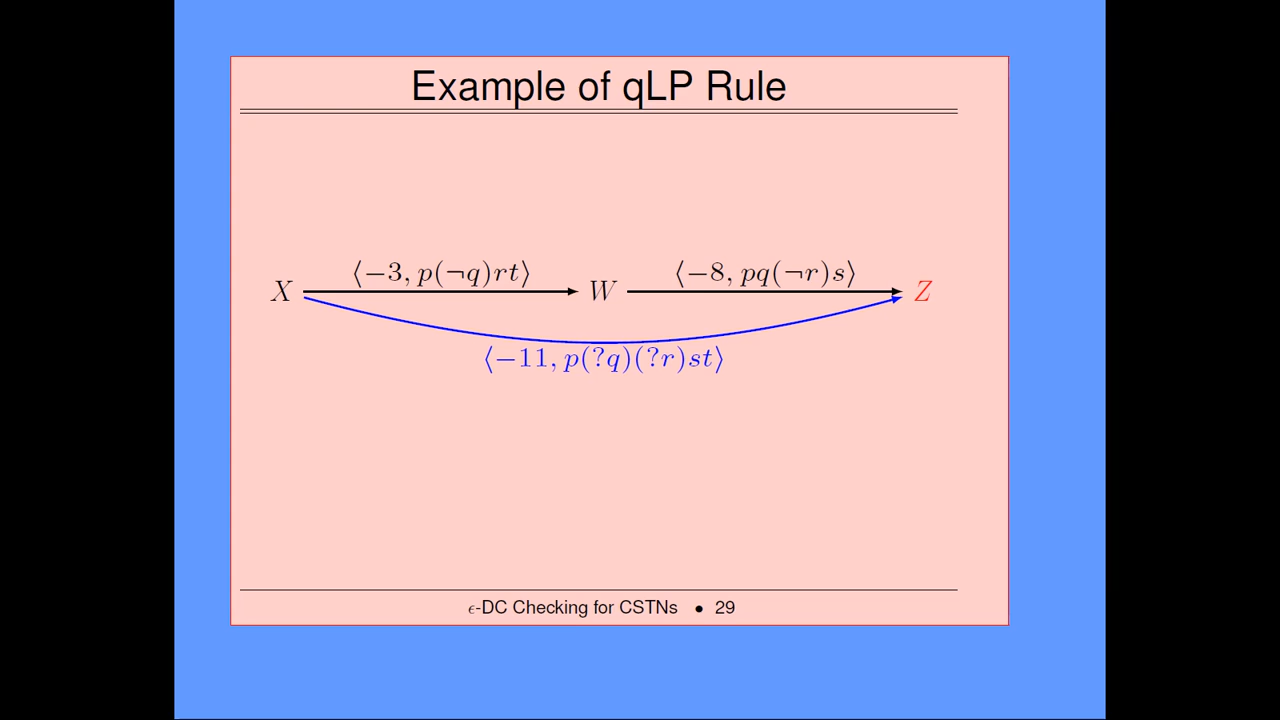 Example of qLP Rule
⟨−3, p(¬q)rt⟩ ⟨−8, pq(¬r)s⟩
X W Z
⟨−11, p(?q)(?r)st⟩
ϵ-DC Checking for CSTNs • 29